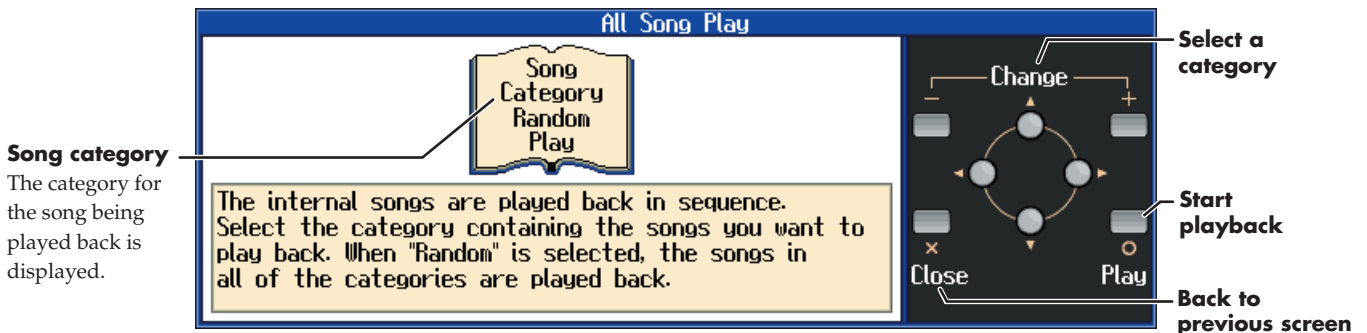 All Song Play
Song
Category
Random
Play
The internal songs are played back in sequence.
Select the category containing the songs you want to
play back. When "Random" is selected, the songs in
all of the categories are played back.
Song category
The category for
the song being
played back is
displayed.
Change
− +
× ○
Close Play
Select a
category
Start
playback
Back to
previous screen